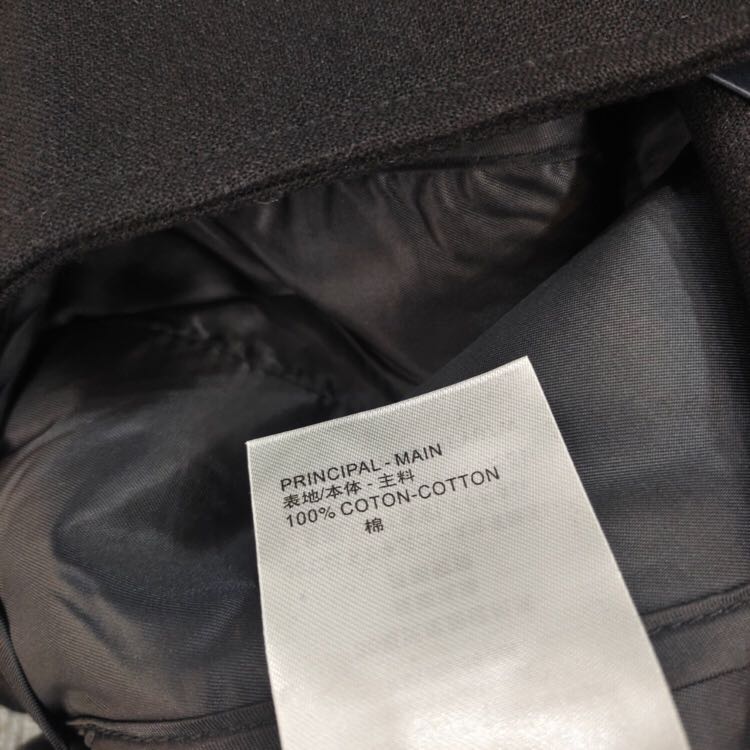 PRINCIPAL - MAIN
表地/本体 - 主料
100% COTON-COTTON
棉